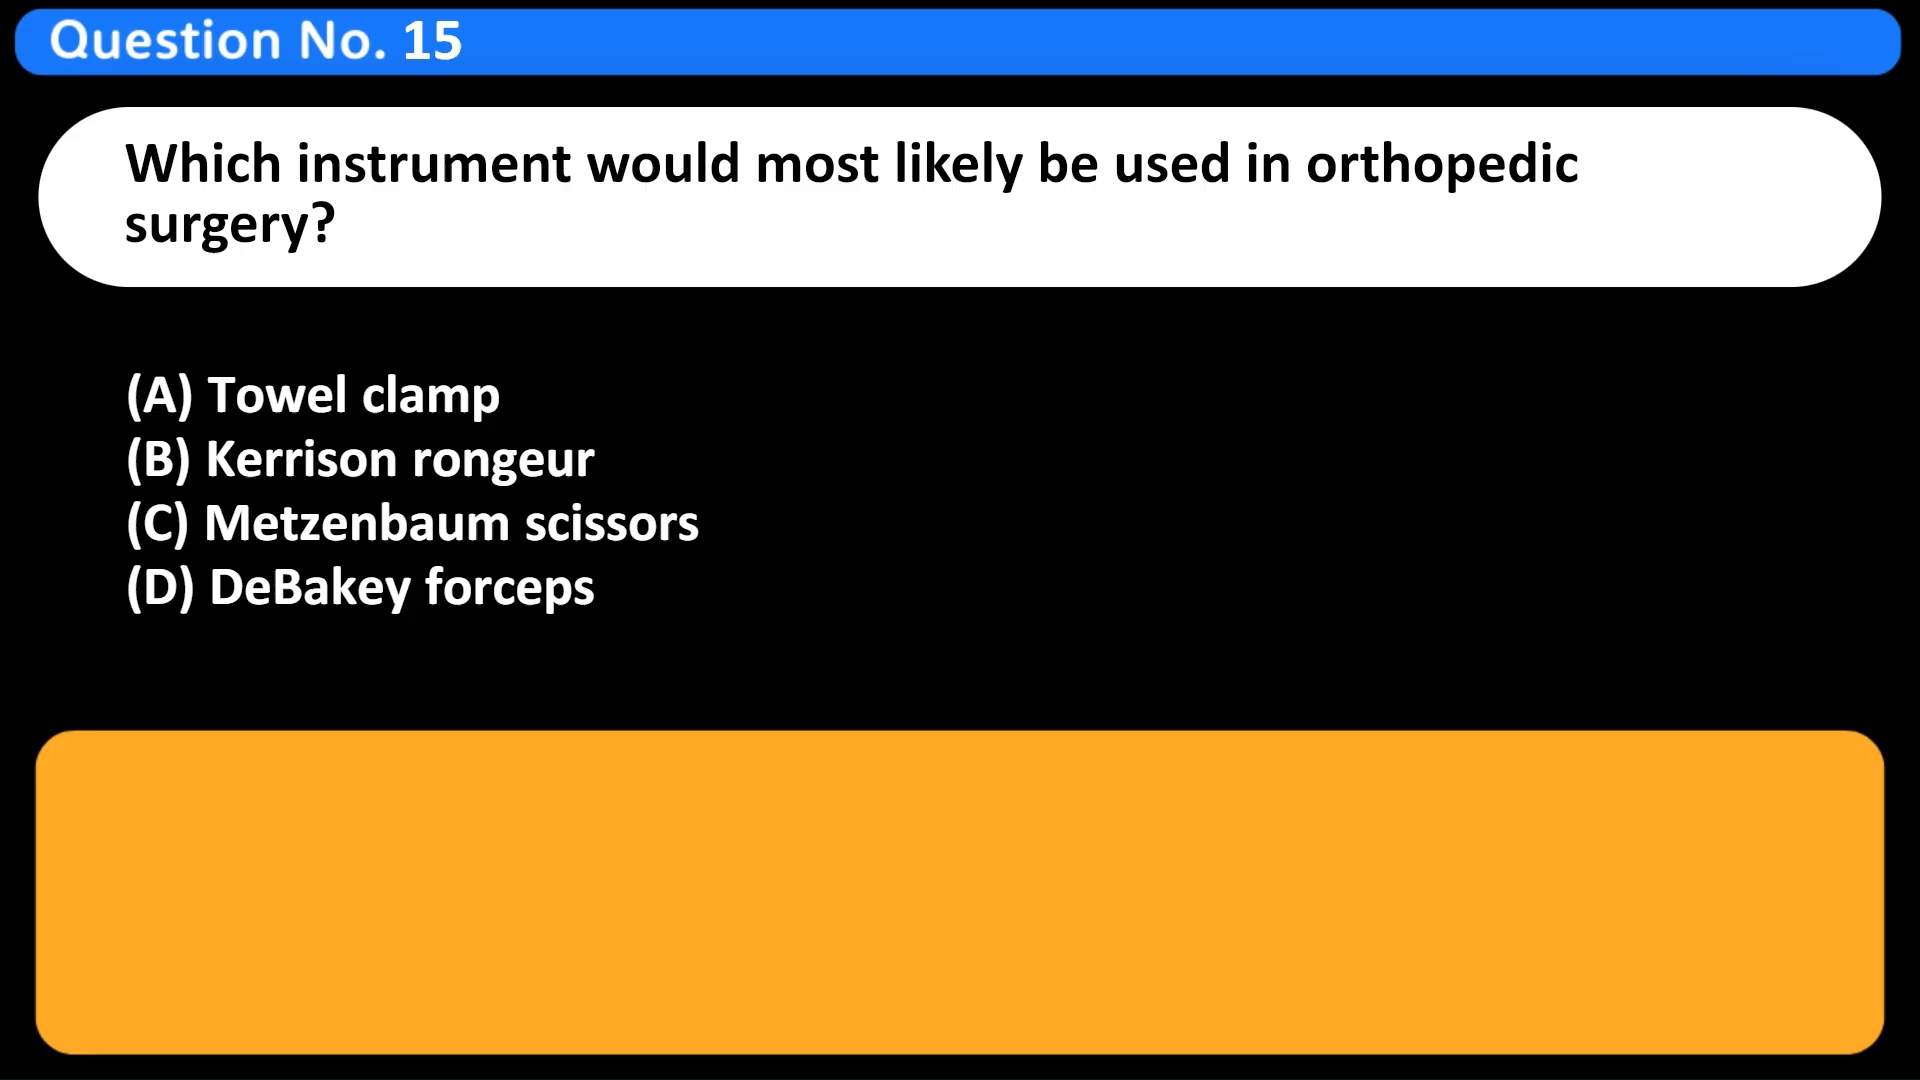 Question No. 15
Which instrument would most likely be used in orthopedic
surgery?
(A) Towel clamp
(B) Kerrison rongeur
(C) Metzenbaum scissors
(D) DeBakey forceps